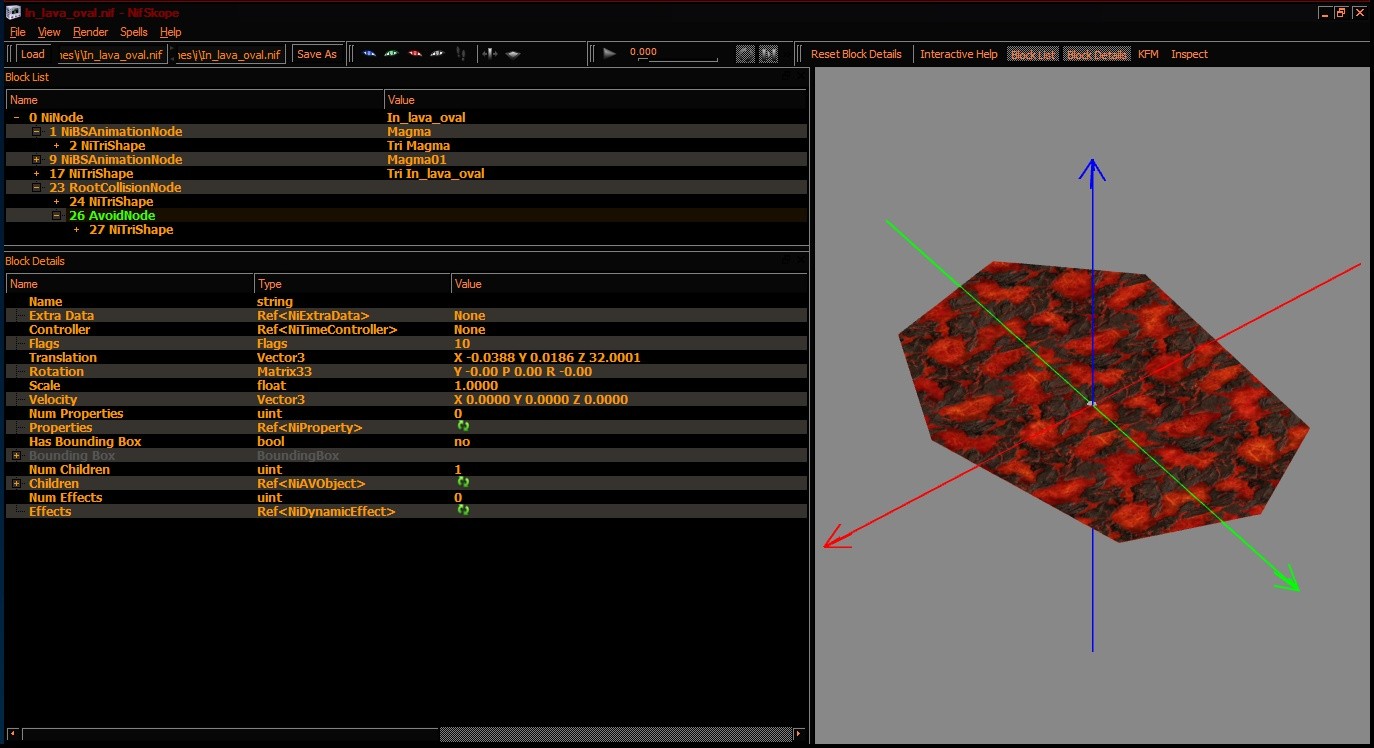 In_lava_oval.nif - NifSkope
File View Render Spells Help
Load ies\i\In_lava_oval.nif ies\i\In_lava_oval.nif Save As 0.000 Reset Block Details Interactive Help Block List Block Details KFM Inspect
Block List
Name Value
0 NiNode In_lava_oval
1 NiBSAnimationNode Magma
2 NiTriShape Tri Magma
9 NiBSAnimationNode Magma01
17 NiTriShape Tri In_lava_oval
23 RootCollisionNode
24 NiTriShape
26 AvoidNode
27 NiTriShape
Block Details
Name Type Value
Name string
Extra Data Ref<NiExtraData> None
Controller Ref<NiTimeController> None
Flags Flags 10
Translation Vector3 X -0.0388 Y 0.0186 Z 32.0001
Rotation Matrix33 Y -0.00 P 0.00 R -0.00
Scale float 1.0000
Velocity Vector3 X 0.0000 Y 0.0000 Z 0.0000
Num Properties uint 0
Properties Ref<NiProperty>
Has Bounding Box bool no
Bounding Box BoundingBox
Num Children uint 1
Children Ref<NiAVObject>
Num Effects uint 0
Effects Ref<NiDynamicEffect>